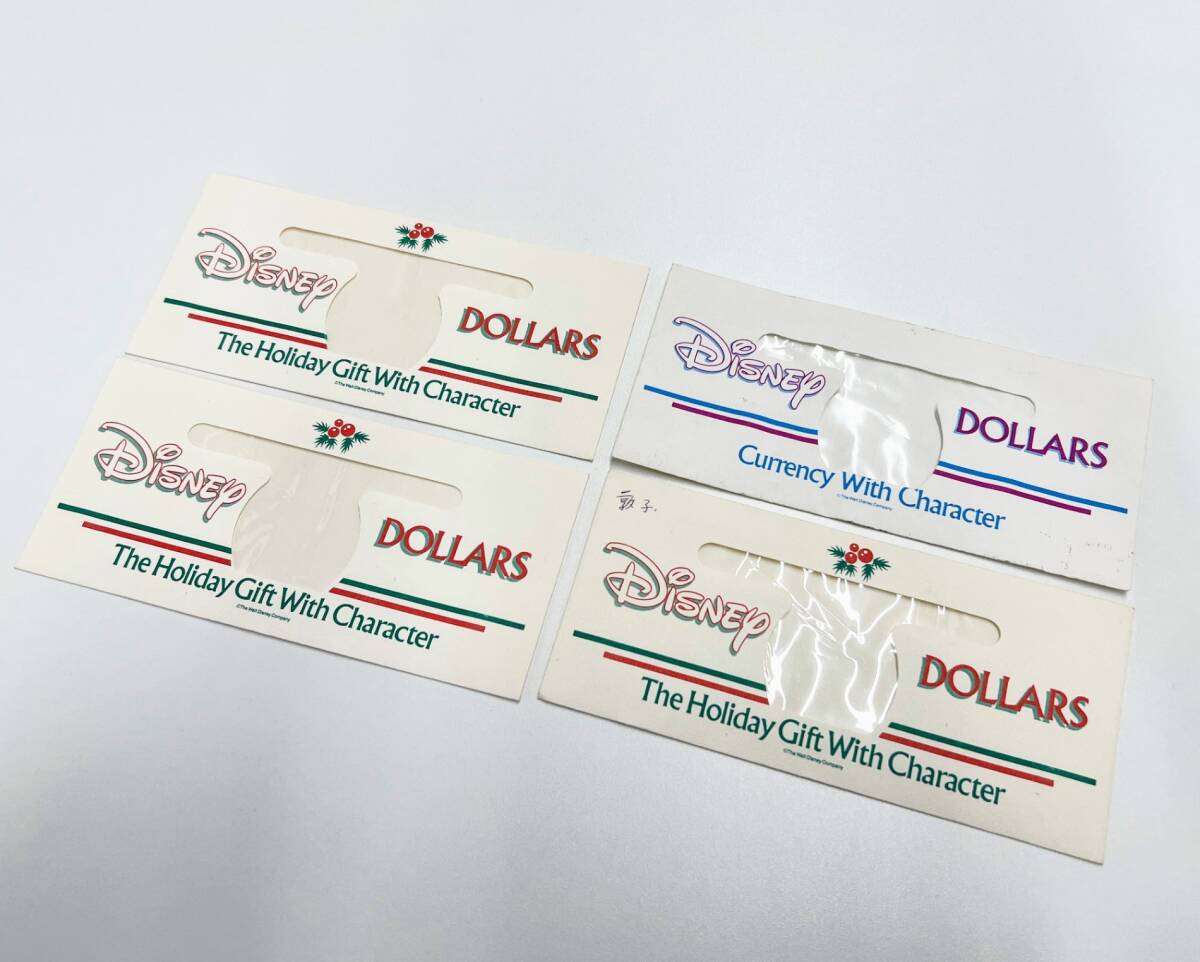 Disney
DOLLARS
The Holiday Gift With Character
©The Walt Disney Company
Disney
DOLLARS
Currency With Character
©The Walt Disney Company
Disney
DOLLARS
The Holiday Gift With Character
©The Walt Disney Company
敦子.
Disney
DOLLARS
The Holiday Gift With Character
©The Walt Disney Company